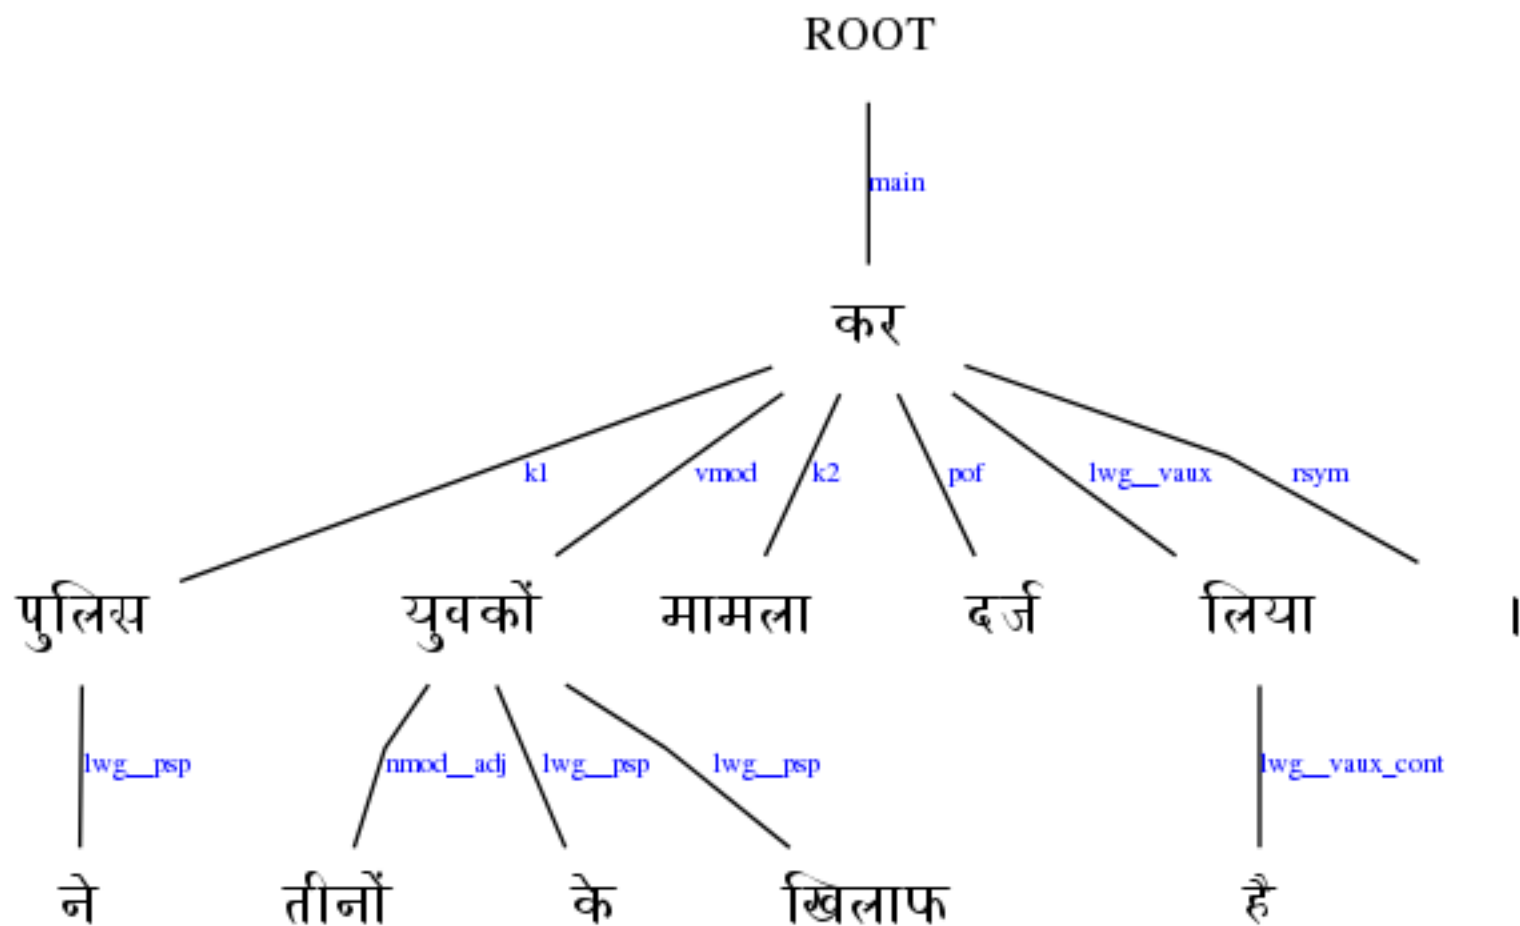 ROOT
main
कर
k1 vmod k2 pof lwg__vaux rsym
पुलिस युवकों मामला दर्ज लिया ।
lwg__psp nmod__adj lwg__psp lwg__psp lwg__vaux_cont
ने तीनों के खिलाफ है